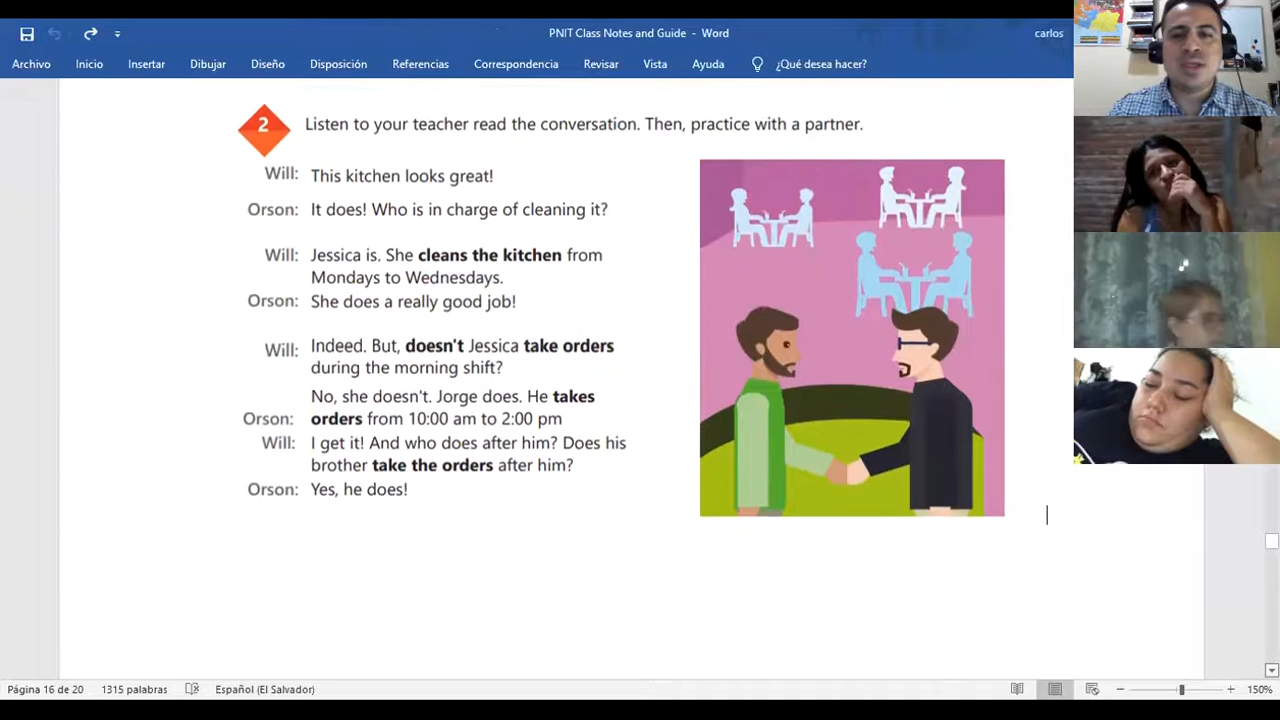 PNIT Class Notes and Guide - Word
carlos
Archivo Inicio Insertar Dibujar Diseño Disposición Referencias Correspondencia Revisar Vista Ayuda ¿Qué desea hacer?
2 Listen to your teacher read the conversation. Then, practice with a partner.
Will: This kitchen looks great!
Orson: It does! Who is in charge of cleaning it?
Will: Jessica is. She cleans the kitchen from
Mondays to Wednesdays.
Orson: She does a really good job!
Will: Indeed. But, doesn't Jessica take orders
during the morning shift?
No, she doesn't. Jorge does. He takes
Orson: orders from 10:00 am to 2:00 pm
Will: I get it! And who does after him? Does his
brother take the orders after him?
Orson: Yes, he does!
Página 16 de 20 1315 palabras Español (El Salvador) 150%